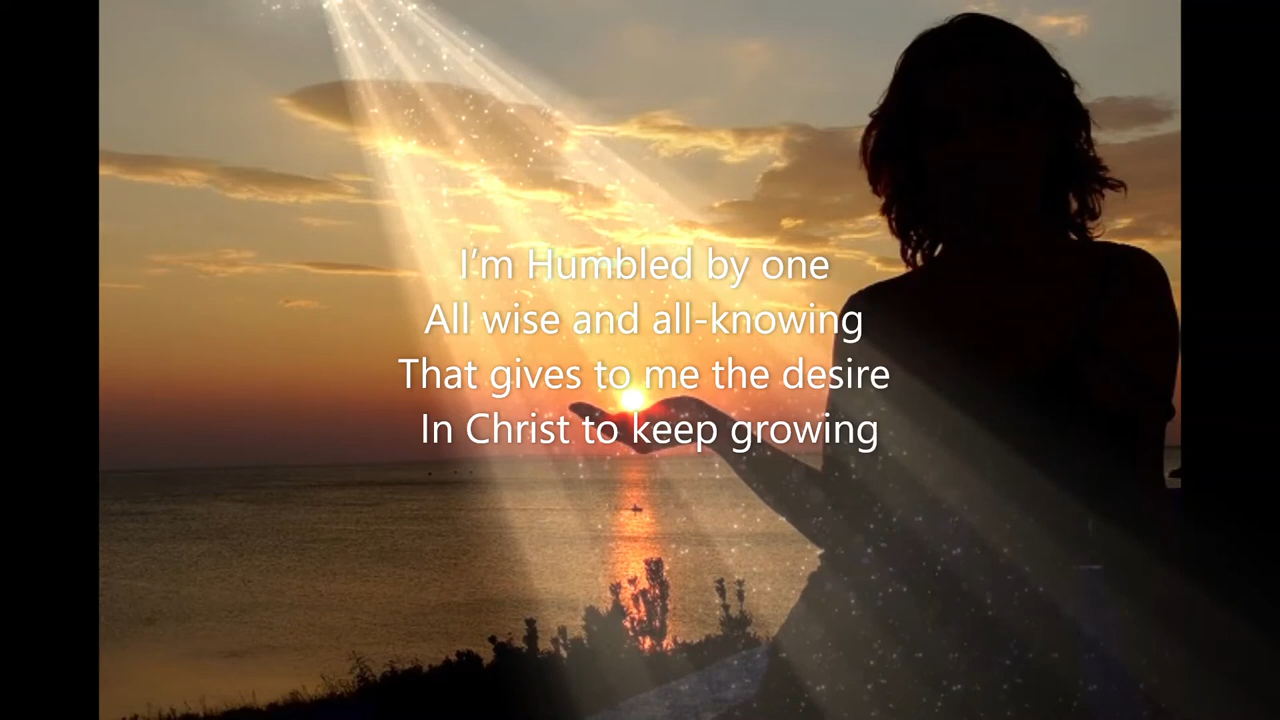 I'm Humbled by one
All wise and all-knowing
That gives to me the desire
In Christ to keep growing